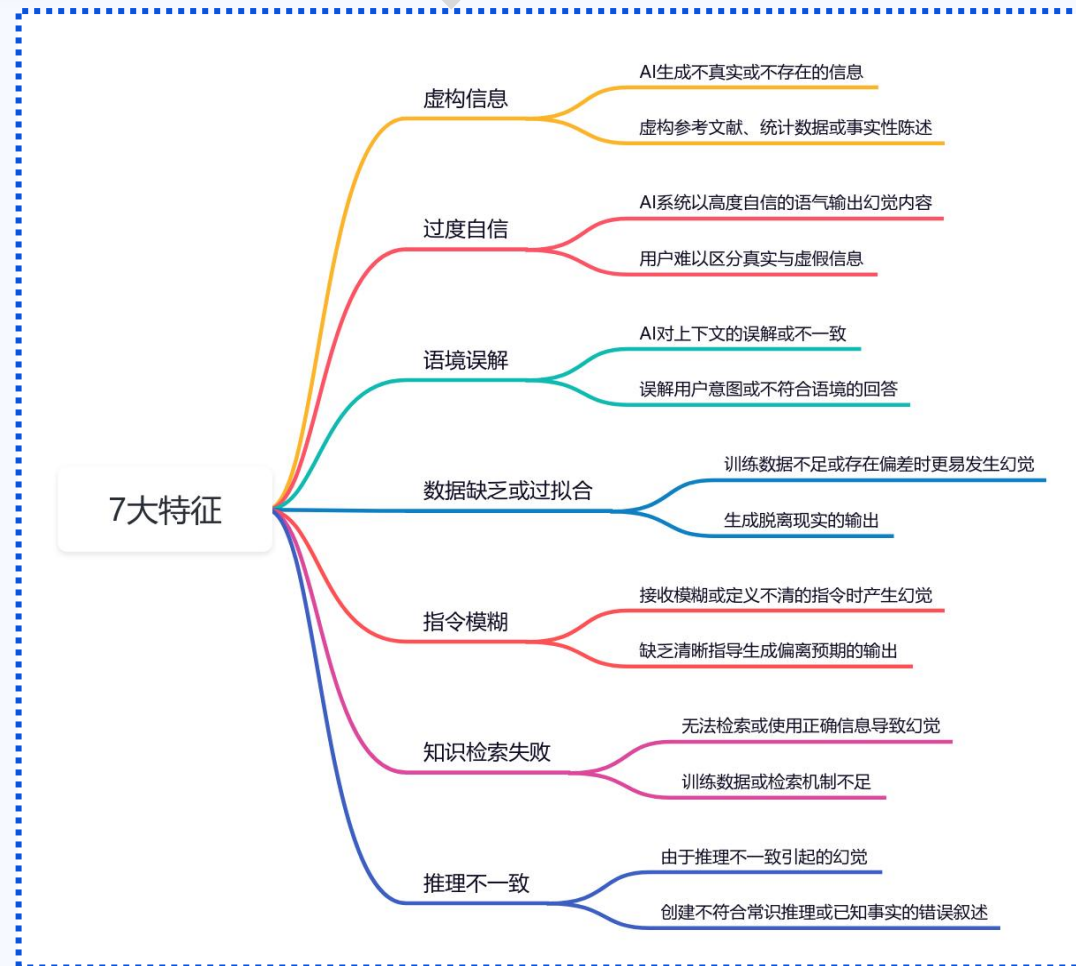 虚构信息
AI生成不真实或不存在的信息
虚构参考文献、统计数据或事实性陈述
过度自信
AI系统以高度自信的语气输出幻觉内容
用户难以区分真实与虚假信息
语境误解
AI对上下文的误解或不一致
误解用户意图或不符合语境的回答
7大特征
数据缺乏或过拟合
训练数据不足或存在偏差时更易发生幻觉
生成脱离现实的输出
指令模糊
接收模糊或定义不清的指令时产生幻觉
缺乏清晰指导生成偏离预期的输出
知识检索失败
无法检索或使用正确信息导致幻觉
训练数据或检索机制不足
推理不一致
由于推理不一致引起的幻觉
创建不符合常识推理或已知事实的错误叙述